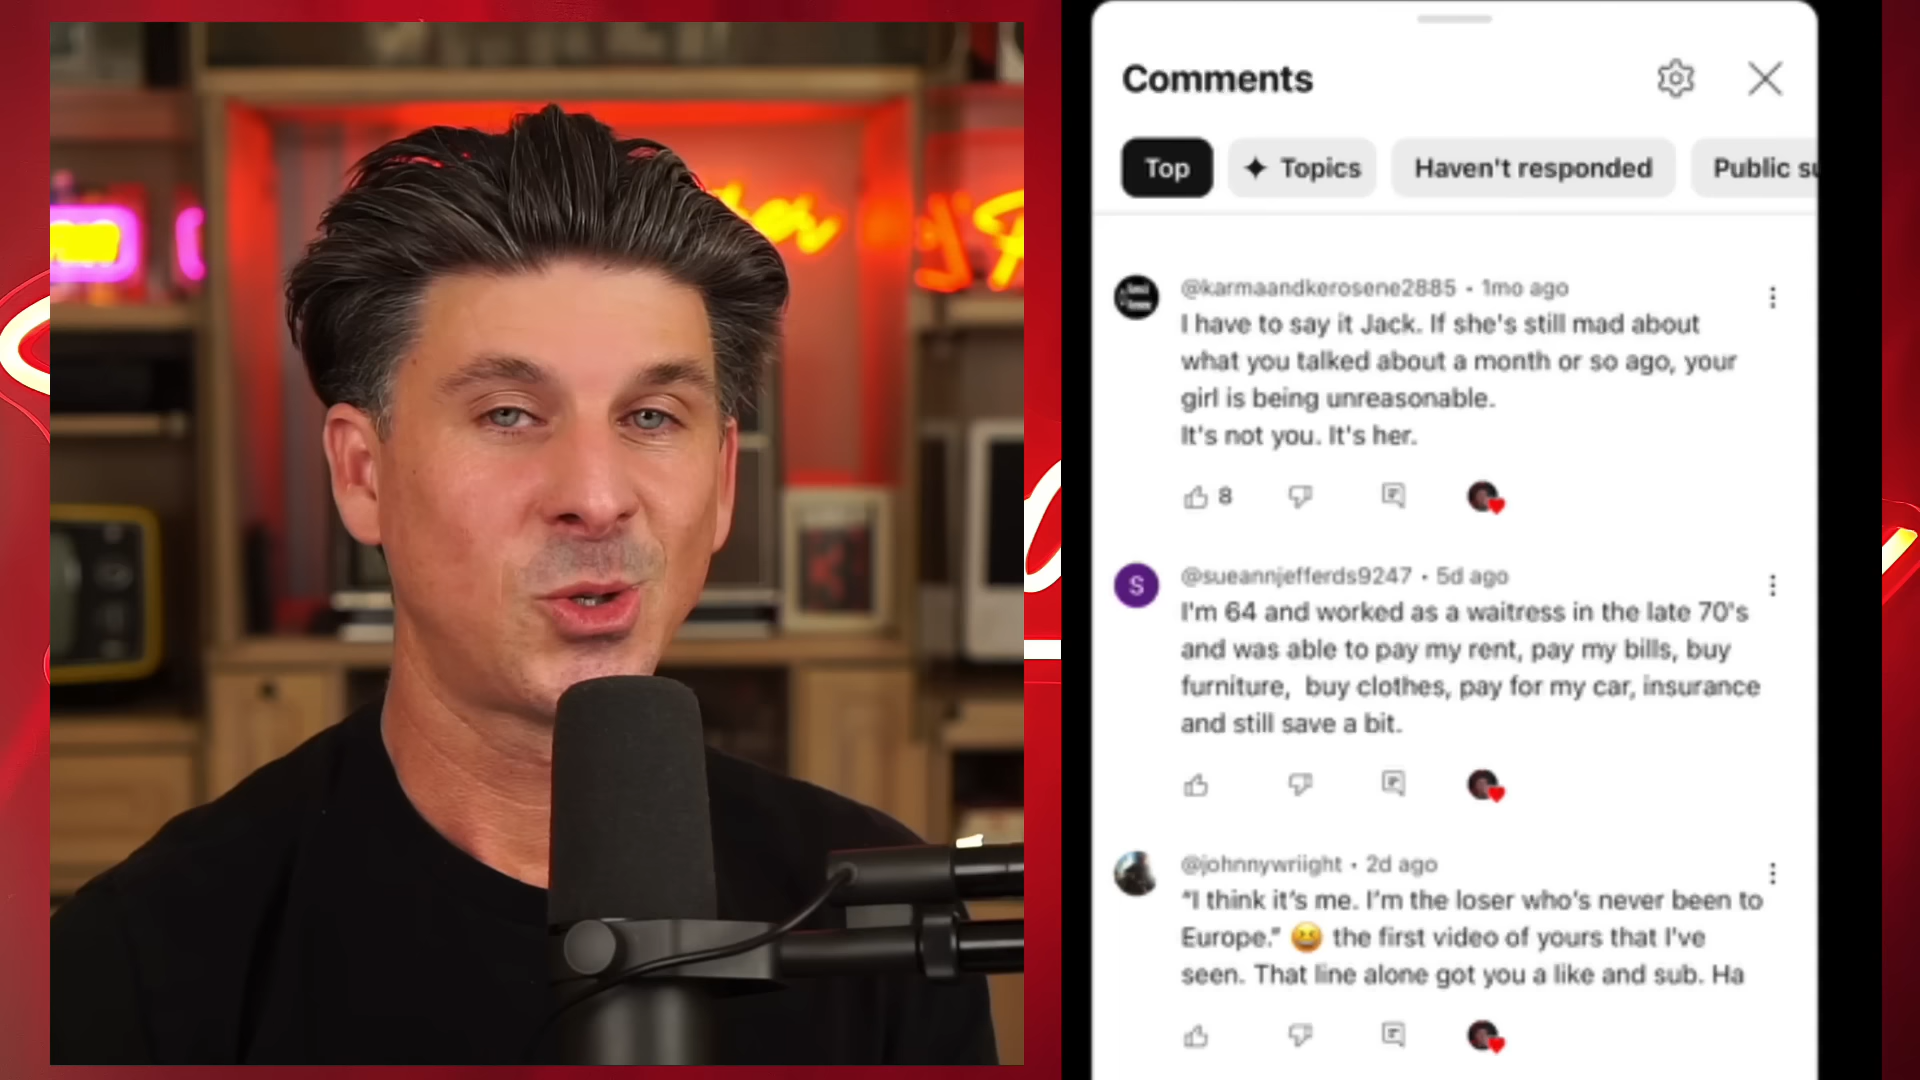 Comments
Top
Topics
Haven't responded
Public su
@karmaandkerosene2885 • 1mo ago
I have to say it Jack. If she's still mad about
what you talked about a month or so ago, your
girl is being unreasonable.
It's not you. It's her.
8
S
@sueannjefferds9247 • 5d ago
I'm 64 and worked as a waitress in the late 70's
and was able to pay my rent, pay my bills, buy
furniture,  buy clothes, pay for my car, insurance
and still save a bit.
@johnnywriight • 2d ago
“I think it’s me. I’m the loser who’s never been to
Europe.” 😆 the first video of yours that I've
seen. That line alone got you a like and sub. Ha